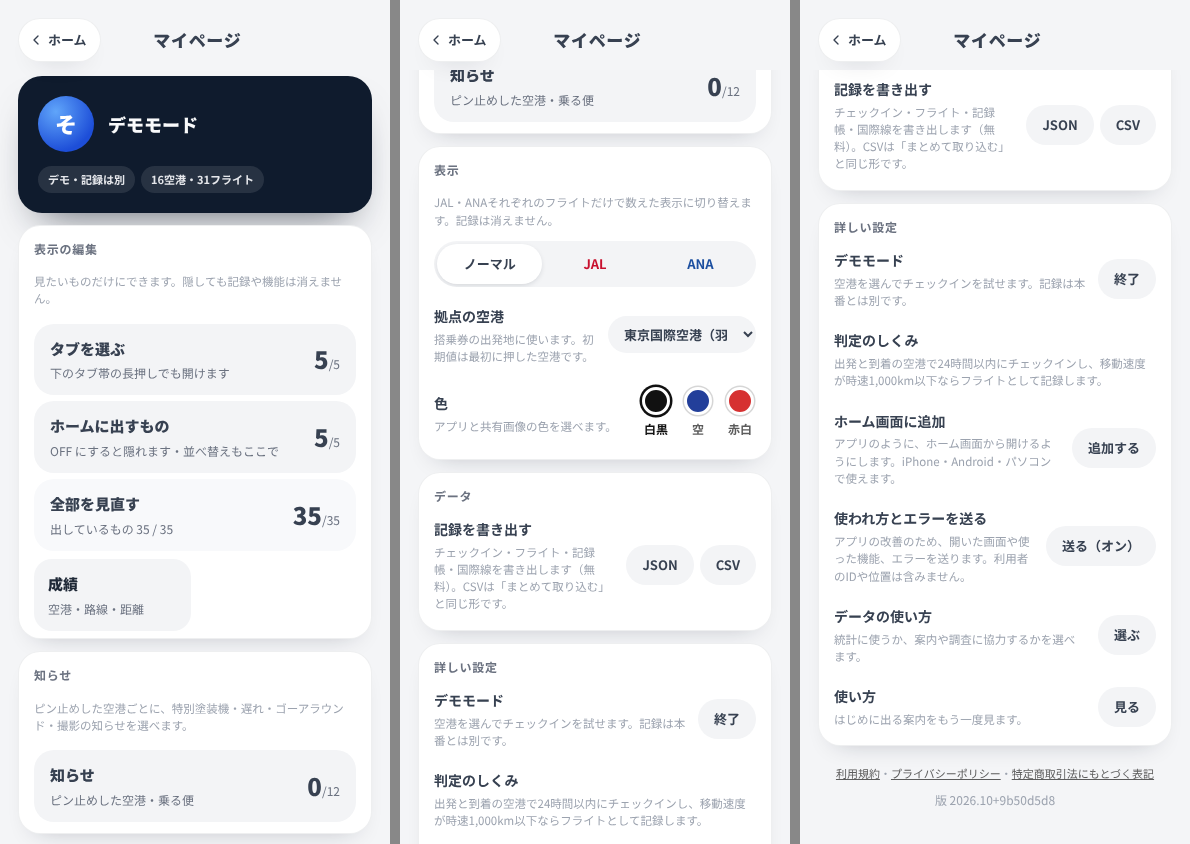 ホーム
マイページ
そ
デモモード
デモ・記録は別
16空港・31フライト
表示の編集
見たいものだけにできます。隠しても記録や機能は消えませ
ん。
タブを選ぶ
下のタブ帯の長押しでも開けます
5/5
ホームに出すもの
OFF にすると隠れます・並べ替えもここで
5/5
全部を見直す
出しているもの 35 / 35
35/35
成績
空港・路線・距離
知らせ
ピン止めした空港ごとに、特別塗装機・遅れ・ゴーアラウン
ド・撮影の知らせを選べます。
知らせ
ピン止めした空港・乗る便
0/12
ホーム
マイページ
知らせ
ピン止めした空港・乗る便
0/12
表示
JAL・ANAそれぞれのフライトだけで数えた表示に切り替えま
す。記録は消えません。
ノーマル
JAL
ANA
拠点の空港
搭乗券の出発地に使います。初
期値は最初に押した空港です。
東京国際空港（羽
色
アプリと共有画像の色を選べます。
白黒
空
赤白
データ
記録を書き出す
チェックイン・フライト・記録
帳・国際線を書き出します（無
料）。CSVは「まとめて取り込む」
と同じ形です。
JSON
CSV
詳しい設定
デモモード
空港を選んでチェックインを試せます。記録は本
番とは別です。
終了
判定のしくみ
出発と到着の空港で24時間以内にチェックインし、移動速度
が時速1,000km以下ならフライトとして記録します。
ホーム
マイページ
記録を書き出す
チェックイン・フライト・記録
帳・国際線を書き出します（無
料）。CSVは「まとめて取り込む」
と同じ形です。
JSON
CSV
詳しい設定
デモモード
空港を選んでチェックインを試せます。記録は本
番とは別です。
終了
判定のしくみ
出発と到着の空港で24時間以内にチェックインし、移動速度
が時速1,000km以下ならフライトとして記録します。
ホーム画面に追加
アプリのように、ホーム画面から開けるよ
うにします。iPhone・Android・パソコン
で使えます。
追加する
使われ方とエラーを送る
アプリの改善のため、開いた画面や使
った機能、エラーを送ります。利用者
のIDや位置は含みません。
送る（オン）
データの使い方
統計に使うか、案内や調査に協力するかを選べ
ます。
選ぶ
使い方
はじめに出る案内をもう一度見ます。
見る
利用規約・プライバシーポリシー・特定商取引法にもとづく表記
版 2026.10+9b50d5d8